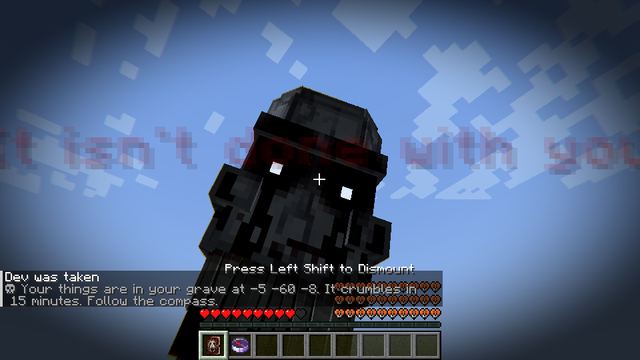 it isn't done with you
Press Left Shift to Dismount
Dev was taken
☠ Your things are in your grave at -5 -60 -8. It crumbles in
15 minutes. Follow the compass.